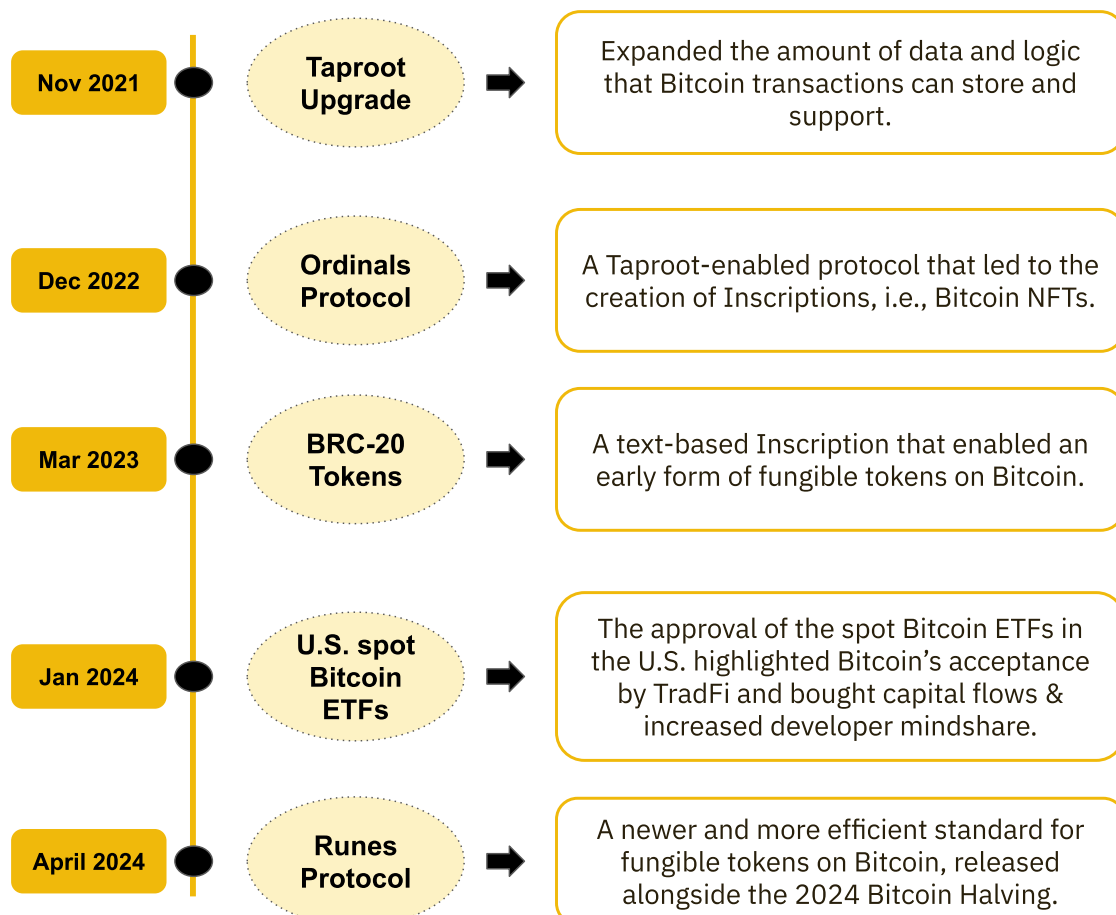 Nov 2021
Taproot
Upgrade
Expanded the amount of data and logic
that Bitcoin transactions can store and
support.
Dec 2022
Ordinals
Protocol
A Taproot-enabled protocol that led to the
creation of Inscriptions, i.e., Bitcoin NFTs.
Mar 2023
BRC-20
Tokens
A text-based Inscription that enabled an
early form of fungible tokens on Bitcoin.
Jan 2024
U.S. spot
Bitcoin
ETFs
The approval of the spot Bitcoin ETFs in
the U.S. highlighted Bitcoin’s acceptance
by TradFi and bought capital flows &
increased developer mindshare.
April 2024
Runes
Protocol
A newer and more efficient standard for
fungible tokens on Bitcoin, released
alongside the 2024 Bitcoin Halving.